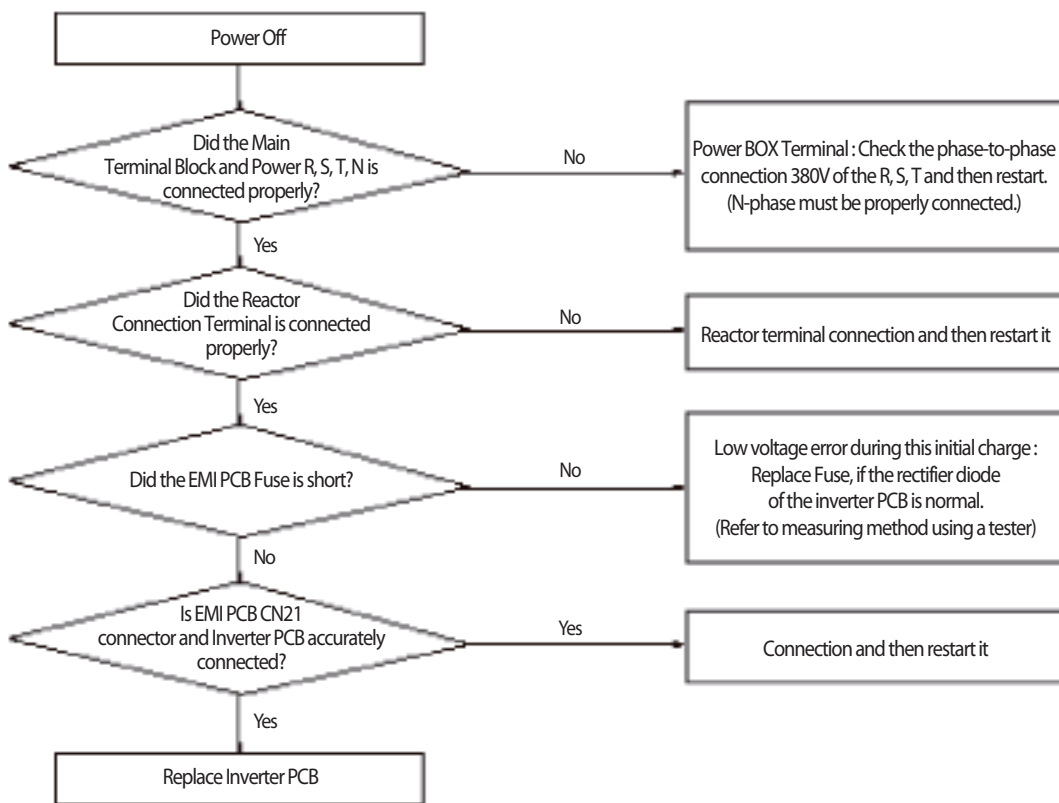 Power Off
Did the Main
Terminal Block and Power R, S, T, N is
connected properly?
No
Power BOX Terminal : Check the phase-to-phase
connection 380V of the R, S, T and then restart.
(N-phase must be properly connected.)
Yes
Did the Reactor
Connection Terminal is connected
properly?
No
Reactor terminal connection and then restart it
Yes
Did the EMI PCB Fuse is short?
No
Low voltage error during this initial charge :
Replace Fuse, if the rectifier diode
of the inverter PCB is normal.
(Refer to measuring method using a tester)
No
Is EMI PCB CN21
connector and Inverter PCB accurately
connected?
Yes
Connection and then restart it
Yes
Replace Inverter PCB